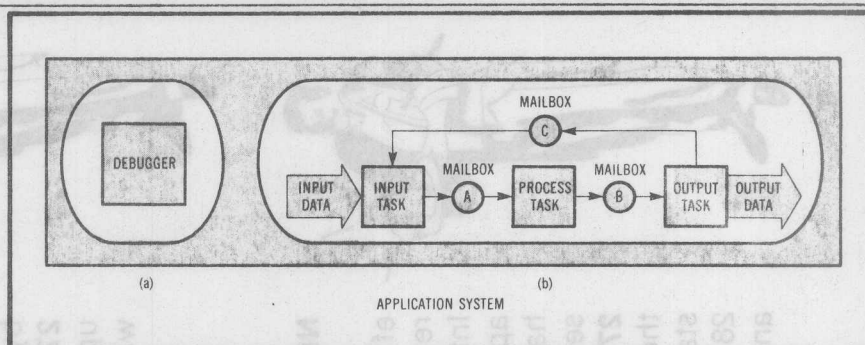 MAILBOX
C
DEBUGGER
MAILBOX
MAILBOX
INPUT
DATA
INPUT
TASK
A
PROCESS
TASK
B
OUTPUT
TASK
OUTPUT
DATA
(a)
(b)
APPLICATION SYSTEM